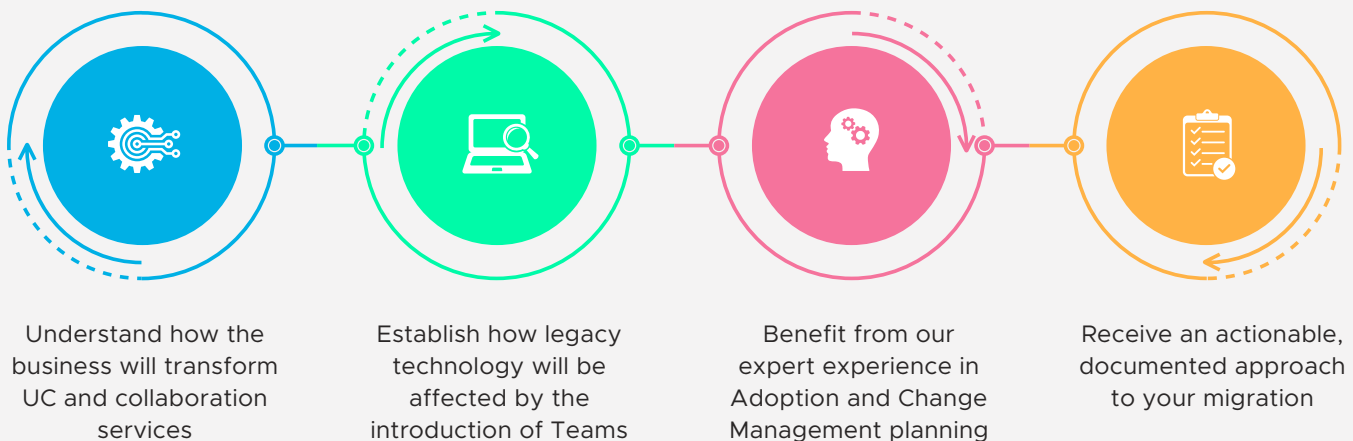 Understand how the
business will transform
UC and collaboration
services
Establish how legacy
technology will be
affected by the
introduction of Teams
Benefit from our
expert experience in
Adoption and Change
Management planning
Receive an actionable,
documented approach
to your migration